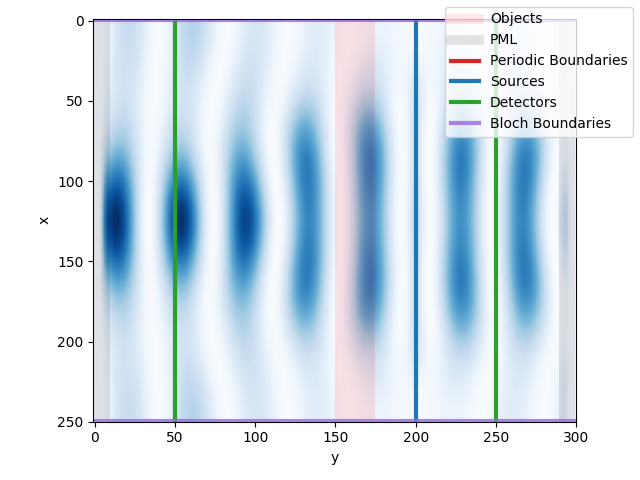 Objects
PML
Periodic Boundaries
Sources
Detectors
Bloch Boundaries
0
50
100
150
200
250
x
0 50 100 150 200 250 300
y